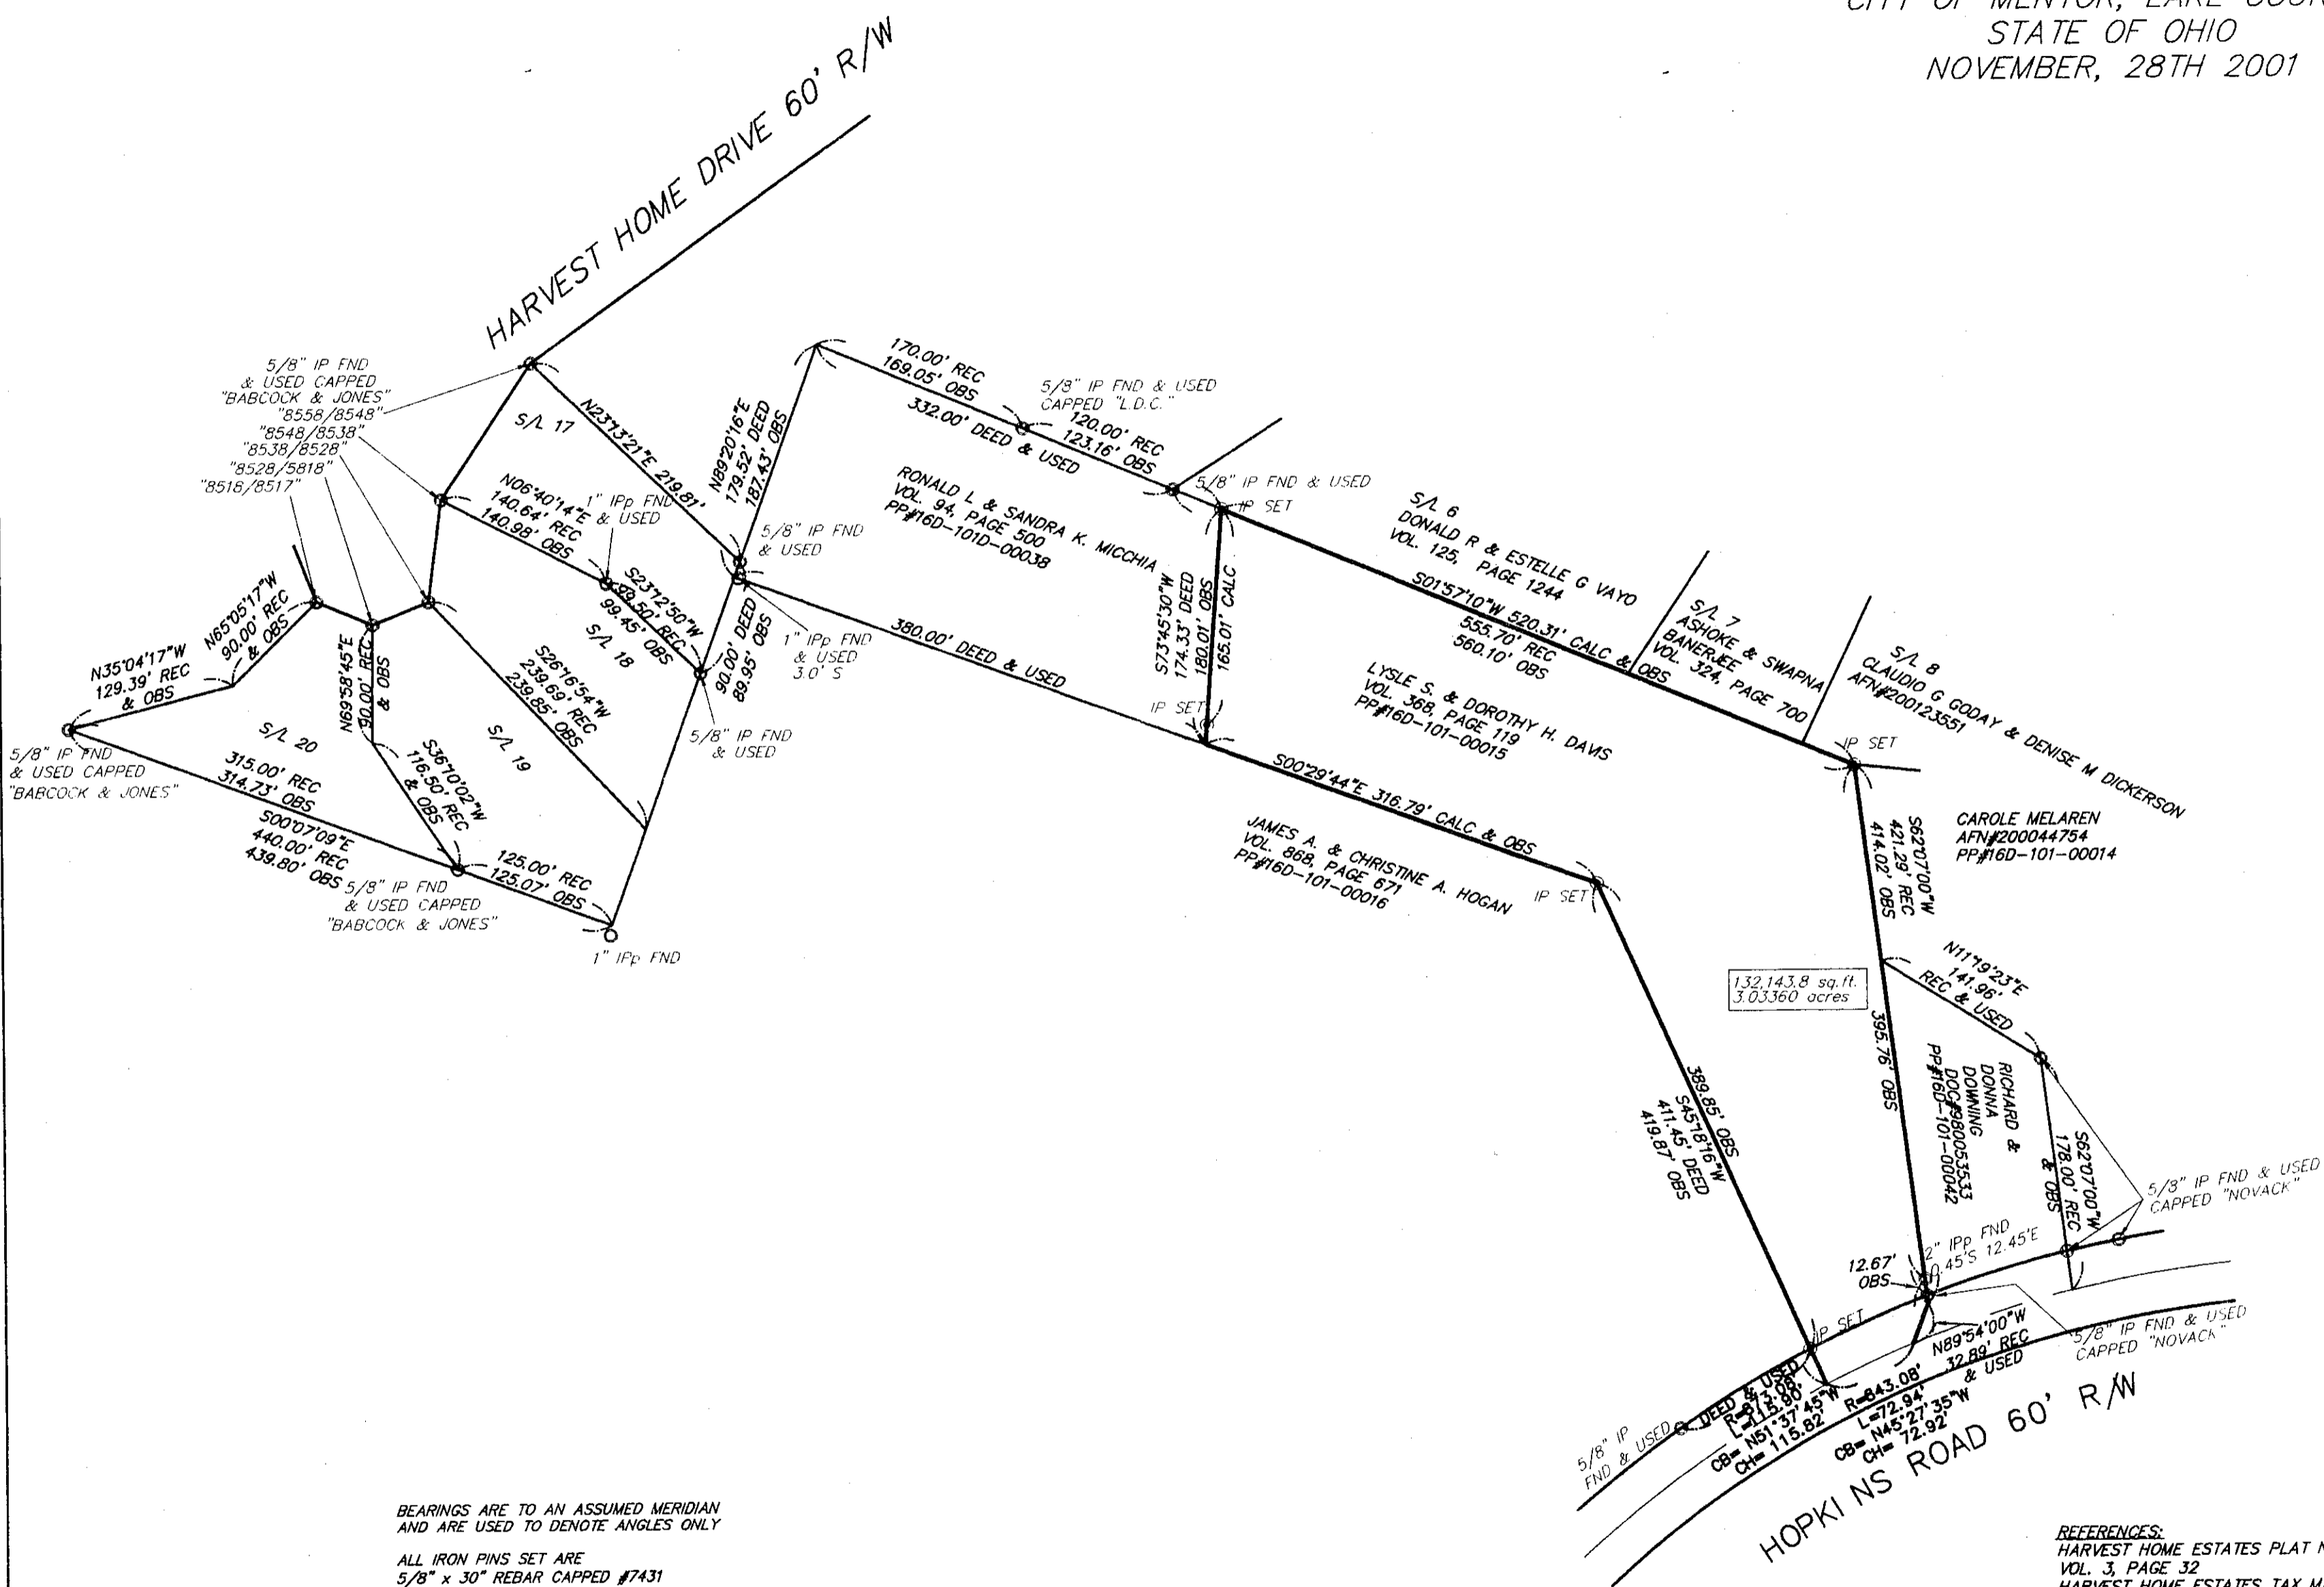 STATE OF OHIO
NOVEMBER, 28TH 2001
HARVEST HOME DRIVE 60' R/W
5/8" IP FND
& USED CAPPED
"BABCOCK & JONES"
"8558/8548"
"8548/8538"
"8538/8528"
"8528/5818"
"8518/8517"
S/L 17
N23°13'21"E 219.81'
N06°40'14"E
140.64' REC
140.98' OBS
1" IPp FND
& USED
N89°20'16"E
179.52' DEED
187.43' OBS
5/8" IP FND
& USED
S23°12'50"W
99.50' REC
99.45' OBS
S/L 18
90.00' DEED
89.95' OBS
1" IPp FND
& USED
3.0' S
5/8" IP FND
& USED
N65°05'17"W
90.00' REC
& OBS
N35°04'17"W
129.39' REC
& OBS
N69°58'45"E
90.00' REC
& OBS
S26°16'54"W
239.69' REC
239.85' OBS
S/L 19
S/L 20
S36°10'02"W
116.50' REC
& OBS
5/8" IP FND
& USED CAPPED
"BABCOCK & JONES"
315.00' REC
314.73' OBS
S00°07'09"E
440.00' REC
439.80' OBS
5/8" IP FND
& USED CAPPED
"BABCOCK & JONES"
125.00' REC
125.07' OBS
1" IPp FND
170.00' REC
169.05' OBS
332.00' DEED & USED
5/8" IP FND & USED
CAPPED "L.D.C."
120.00' REC
123.16' OBS
5/8" IP FND & USED
IP SET
RONALD L & SANDRA K. MICCHIA
VOL. 94, PAGE 500
PP#16D-101D-00038
380.00' DEED & USED
S73°45'30"W
174.33' DEED
180.01' OBS
165.01' CALC
IP SET
S/L 6
DONALD R & ESTELLE G VAYO
VOL. 125, PAGE 1244
S01°57'10"W 520.31' CALC & OBS
555.70' REC
560.10' OBS
S/L 7
ASHOKE & SWAPNA
BANERJEE
VOL. 324, PAGE 700
S/L 8
CLAUDIO G GODAY & DENISE M DICKERSON
AFN#200123551
IP SET
LYSLE S. & DOROTHY H. DAVIS
VOL. 368, PAGE 119
PP#16D-101-00015
S00°29'44"E 316.79' CALC & OBS
JAMES A. & CHRISTINE A. HOGAN
VOL. 868, PAGE 671
PP#16D-101-00016
IP SET
CAROLE MELAREN
AFN#200044754
PP#16D-101-00014
S62°07'00"W
421.29' REC
414.02' OBS
N11°19'23"E
141.96'
REC & USED
132,143.8 sq.ft.
3.03360 acres
395.76' OBS
RICHARD &
DONNA
DOWNING
DOC#980053533
PP#16D-101-00042
S62°07'00"W
178.00' REC
& OBS
389.85' OBS
S45°18'16"W
411.45' DEED
419.87' OBS
5/8" IP FND & USED
CAPPED "NOVACK"
2" IPp FND
0.45'S 12.45'E
12.67'
OBS
IP SET
5/8" IP FND & USED
CAPPED "NOVACK"
N89°54'00"W
32.89' REC
& USED
5/8" IP
FND & USED
DEED & USED
R=873.08'
L=115.90'
CB= N51°37'45"W
CH= 115.82'
R=843.08'
L=72.94'
CB= N45°27'35"W
CH= 72.92'
HOPKINS ROAD 60' R/W
BEARINGS ARE TO AN ASSUMED MERIDIAN
AND ARE USED TO DENOTE ANGLES ONLY
ALL IRON PINS SET ARE
5/8" x 30" REBAR CAPPED #7431
REFERENCES:
HARVEST HOME ESTATES PLAT
VOL. 3, PAGE 32
HARVEST HOME ESTATES TAX